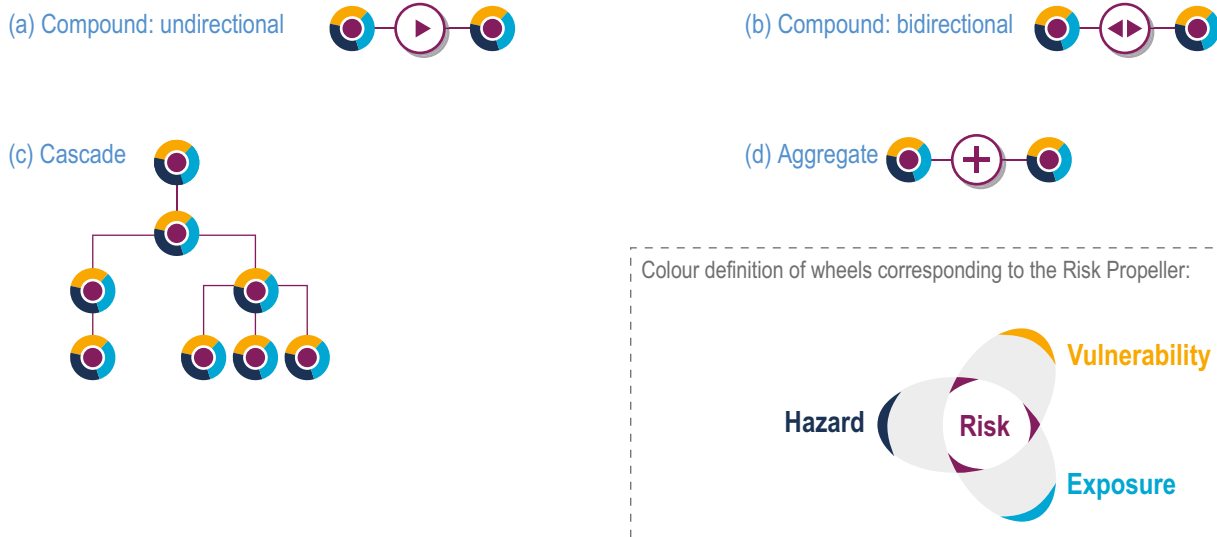 (a) Compound: undirectional
(b) Compound: bidirectional
(c) Cascade
(d) Aggregate
Colour definition of wheels corresponding to the Risk Propeller:
Vulnerability
Hazard
Risk
Exposure